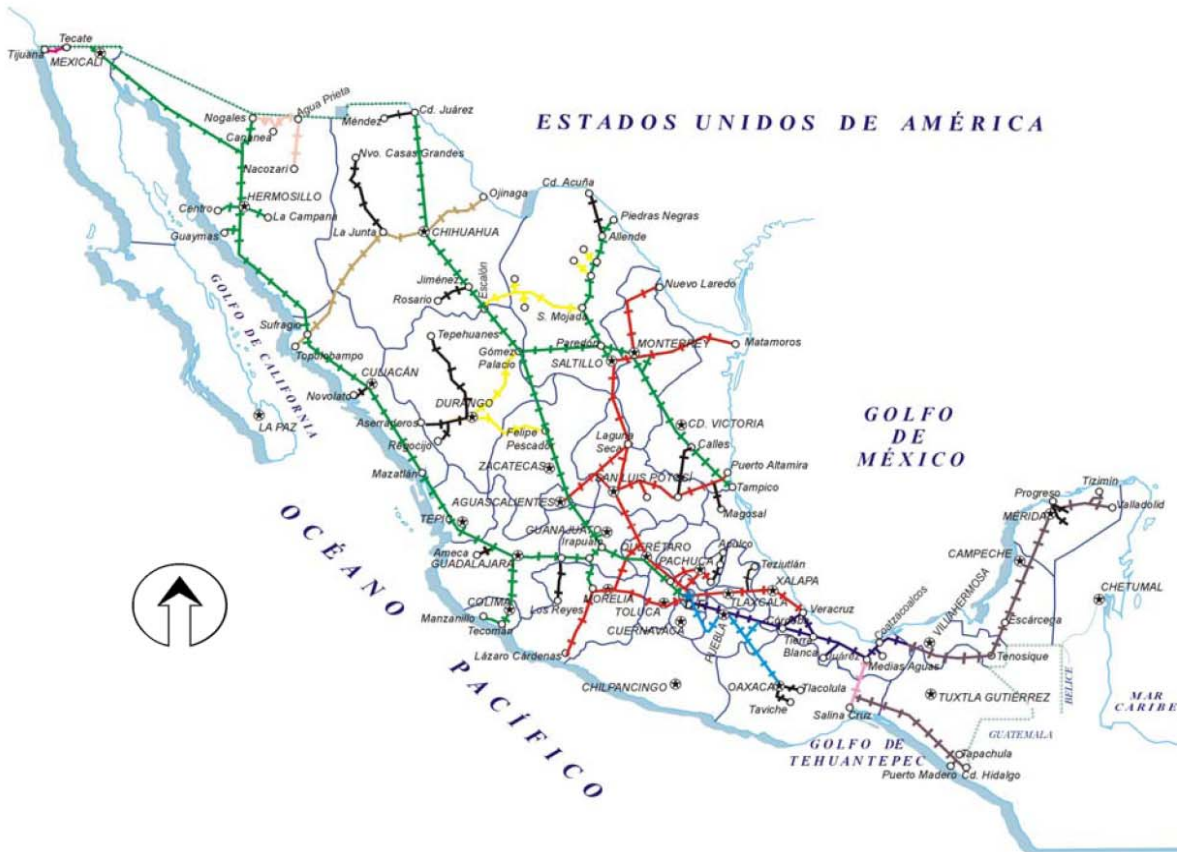 Tecate
Tijuana
MEXICALI
Nogales
Agua Prieta
Cananea
Nacozari
Méndez
Cd. Juárez
ESTADOS UNIDOS DE AMÉRICA
Nvo. Casas Grandes
HERMOSILLO
Centro
La Campana
Guaymas
La Junta
CHIHUAHUA
Ojinaga
Cd. Acuña
Piedras Negras
Allende
Jiménez
Rosario
Escalón
Nuevo Laredo
S. Mojada
GOLFO DE CALIFORNIA
Sufragio
Topolobampo
Tepehuanes
Gómez
Palacio
Paredón
MONTERREY
Matamoros
SALTILLO
CULIACÁN
Novolato
DURANGO
LA PAZ
Aserraderos
Regocijo
Felipe
Pescador
CD. VICTORIA
Laguna
Seca
Calles
GOLFO
DE
MÉXICO
ZACATECAS
Mazatlán
SAN LUIS POTOSÍ
Puerto Altamira
Tampico
AGUASCALIENTES
Magosal
TEPIC
GUANAJUATO
Irapuato
QUERÉTARO
Apulco
PACHUCA
Teziutlán
Ameca
GUADALAJARA
XALAPA
COLIMA
Los Reyes
MORELIA
TOLUCA
TLAXCALA
Veracruz
Manzanillo
Tecomán
CUERNAVACA
PUEBLA
Córdoba
Tierra
Blanca
Lázaro Cárdenas
Juárez
Medias Aguas
Coatzacoalcos
VILLAHERMOSA
Progreso
Tizimín
MÉRIDA
Valladolid
CAMPECHE
CHETUMAL
Escárcega
Tenosique
BELICE
CHILPANCINGO
OAXACA
Tlacolula
Taviche
Salina Cruz
TUXTLA GUTIÉRREZ
MAR
CARIBE
GUATEMALA
GOLFO DE
TEHUANTEPEC
Tapachula
Puerto Madero
Cd. Hidalgo
OCÉANO PACÍFICO